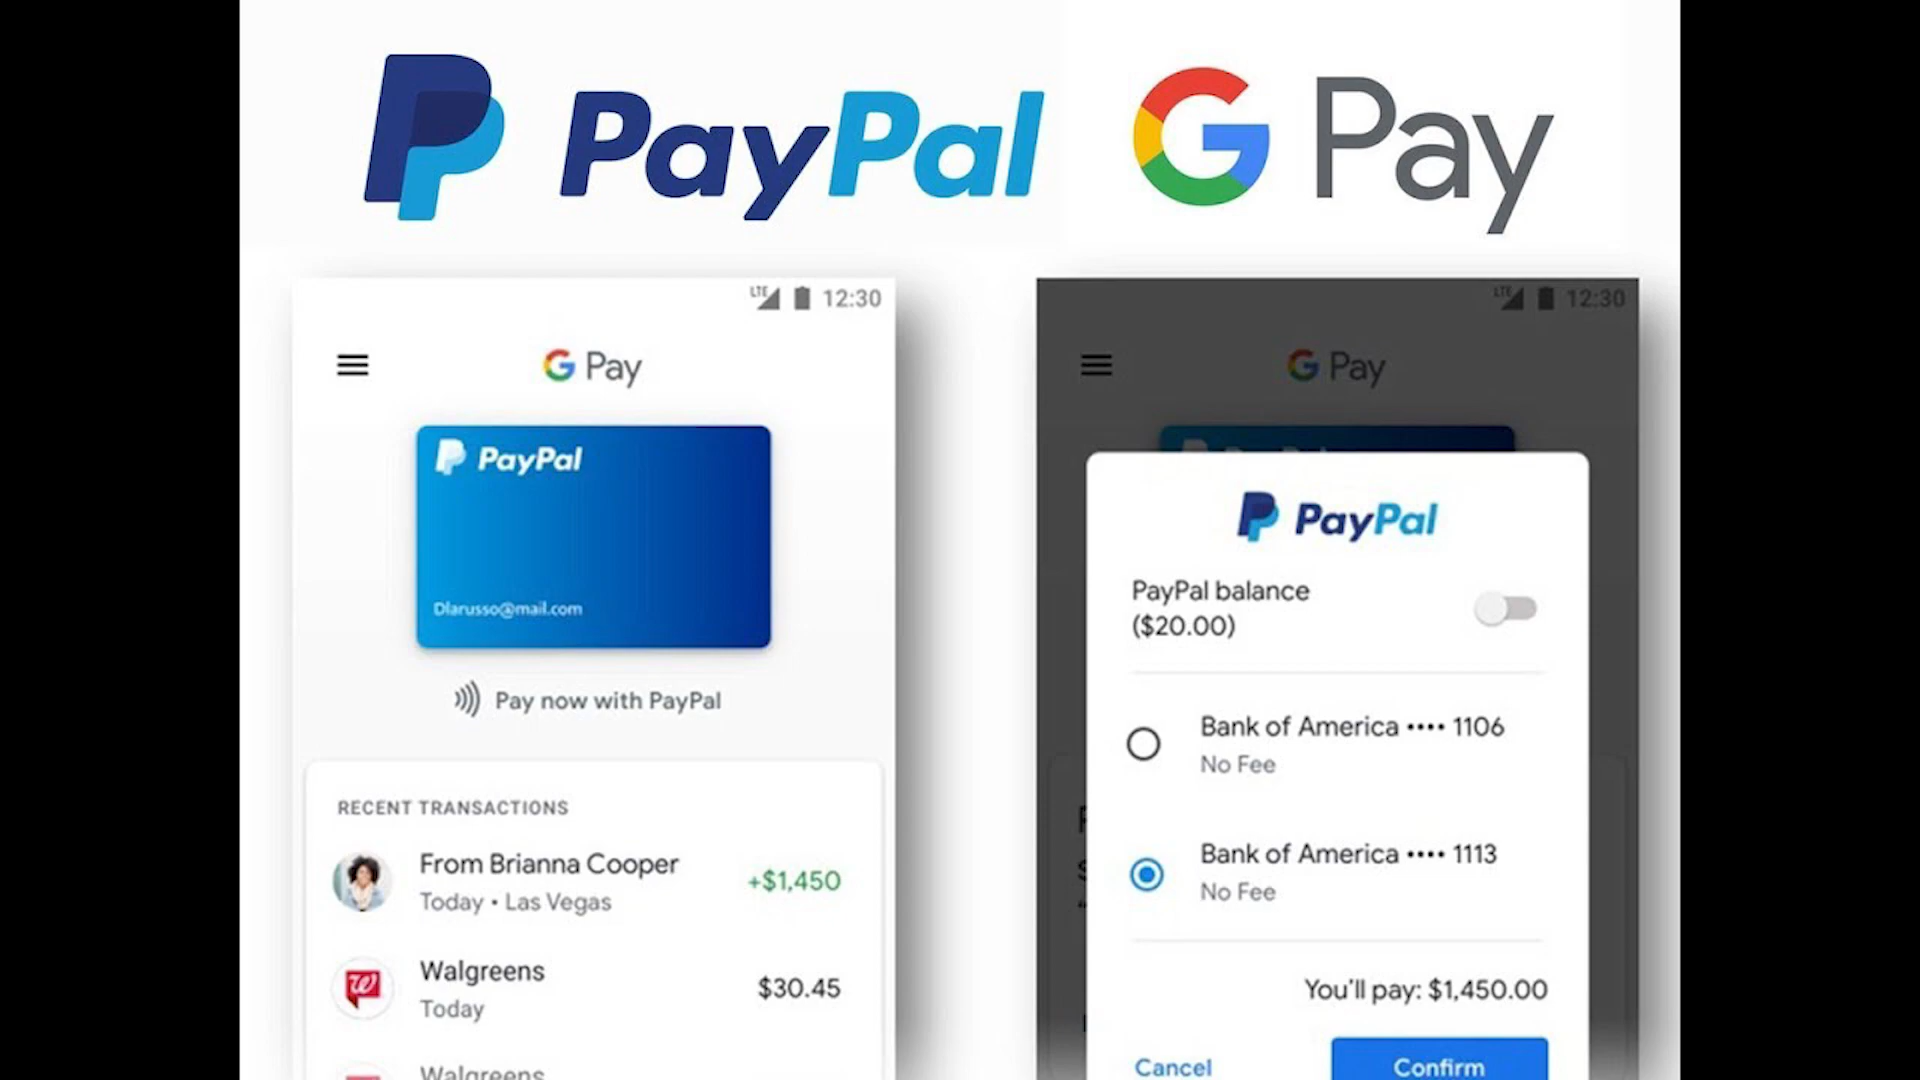 PayPal
G Pay
LTE 12:30
G Pay
PayPal
Dlarusso@mail.com
Pay now with PayPal
RECENT TRANSACTIONS
From Brianna Cooper
Today • Las Vegas
+$1,450
Walgreens
Today
$30.45
Walgreens
LTE 12:30
G Pay
PayPal
PayPal balance
($20.00)
Bank of America •••• 1106
No Fee
Bank of America •••• 1113
No Fee
You'll pay: $1,450.00
Cancel
Confirm